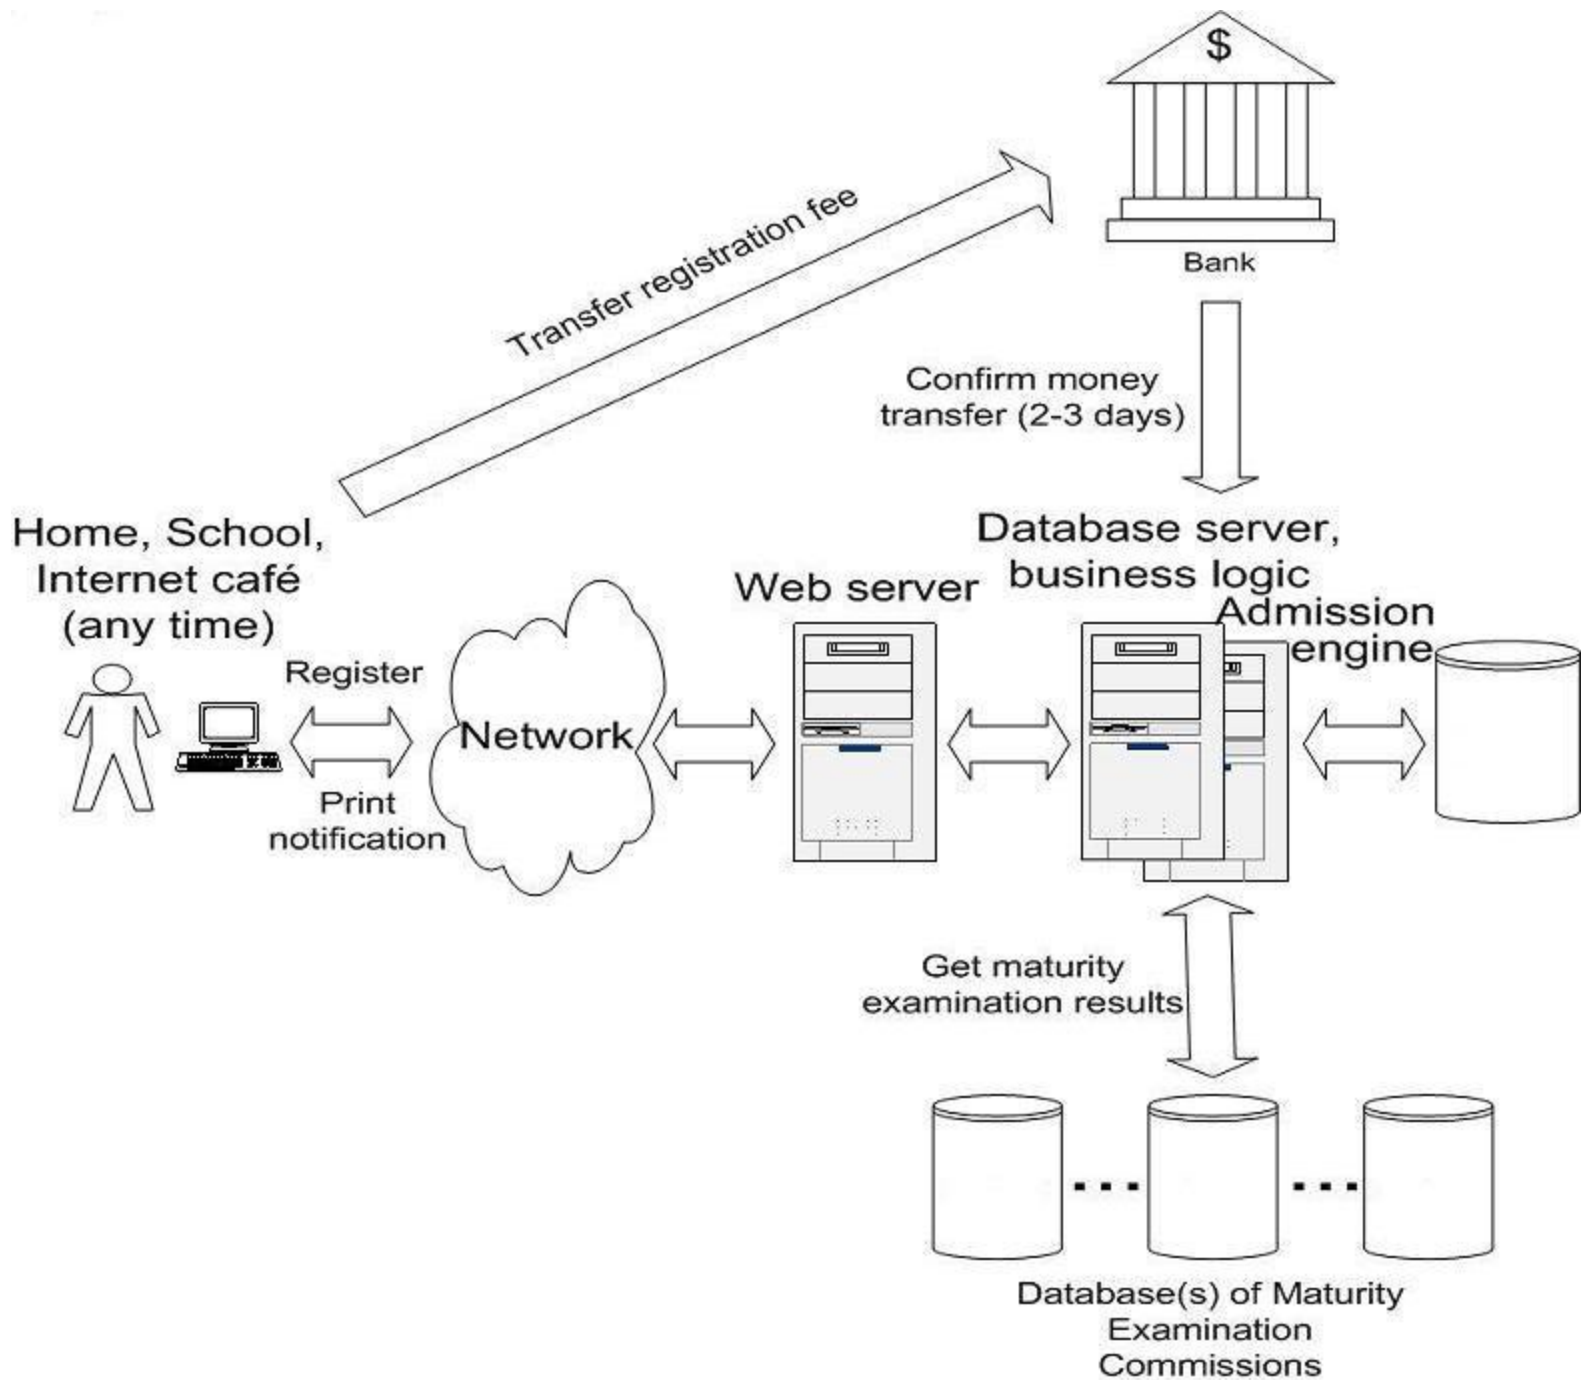 $
Bank
Transfer registration fee
Confirm money
transfer (2-3 days)
Home, School,
Internet café
(any time)
Database server,
business logic
Web server
Admission
engine
Register
Network
Print
notification
Get maturity
examination results
Database(s) of Maturity
Examination
Commissions